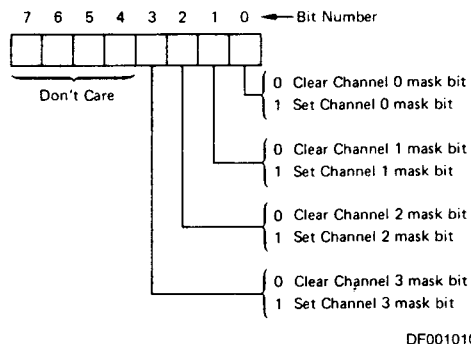 7 6 5 4 3 2 1 0 Bit Number
Don't Care
0 Clear Channel 0 mask bit
1 Set Channel 0 mask bit
0 Clear Channel 1 mask bit
1 Set Channel 1 mask bit
0 Clear Channel 2 mask bit
1 Set Channel 2 mask bit
0 Clear Channel 3 mask bit
1 Set Channel 3 mask bit